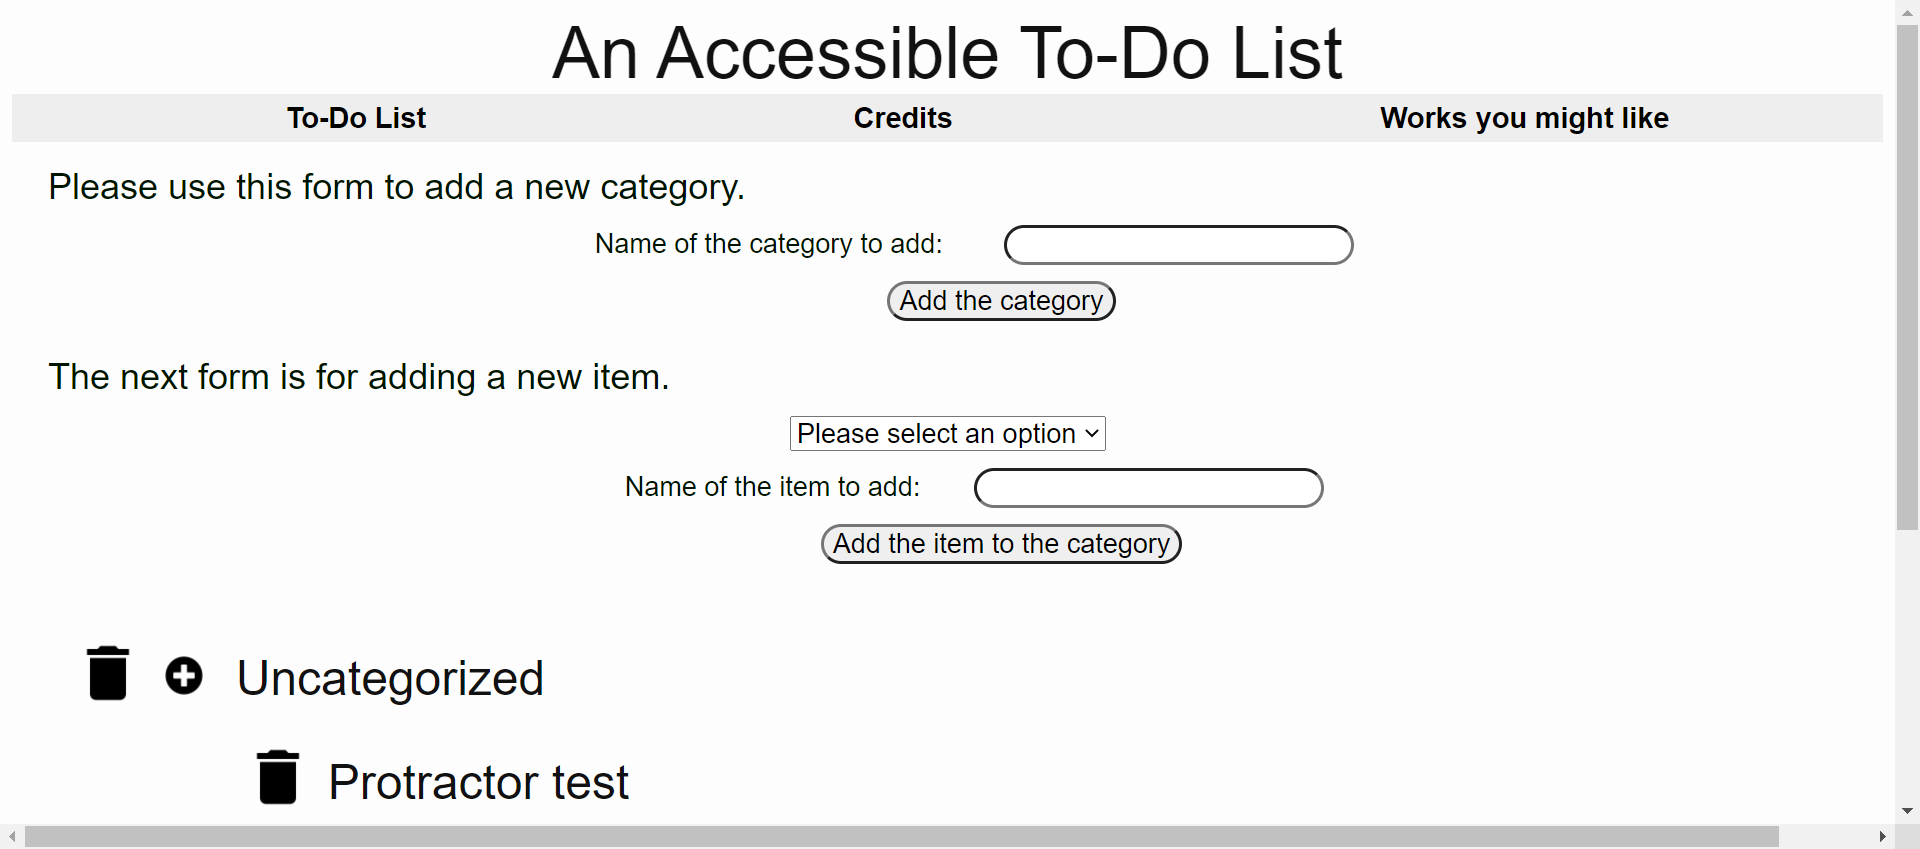 An Accessible To-Do List
To-Do List Credits Works you might like
Please use this form to add a new category.
Name of the category to add:
Add the category
The next form is for adding a new item.
Please select an option
Name of the item to add:
Add the item to the category
Uncategorized
Protractor test